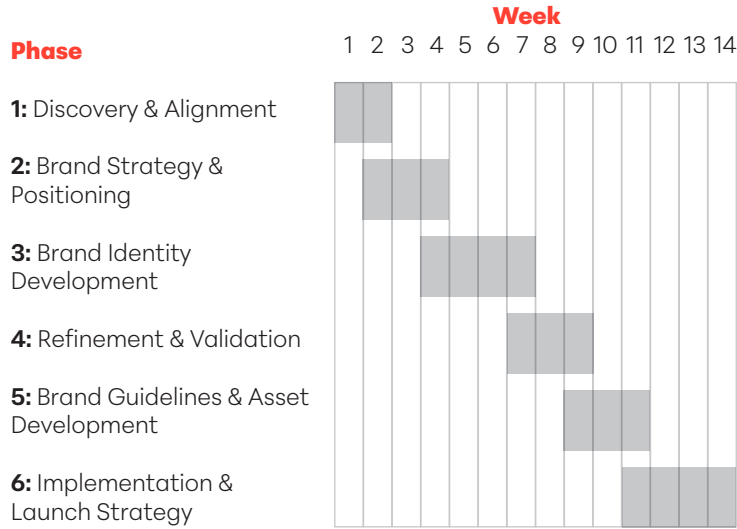 Week
Phase
1 2 3 4 5 6 7 8 9 10 11 12 13 14
1: Discovery & Alignment
2: Brand Strategy &
Positioning
3: Brand Identity
Development
4: Refinement & Validation
5: Brand Guidelines & Asset
Development
6: Implementation &
Launch Strategy